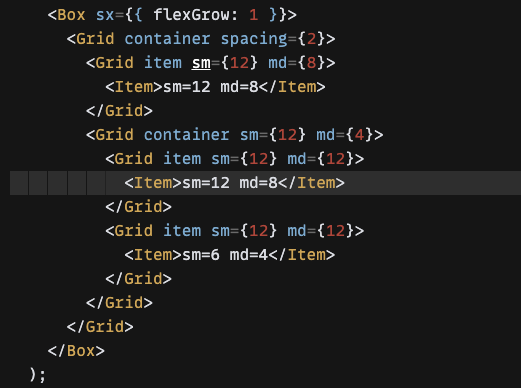 <Box sx={{ flexGrow: 1 }}>
<Grid container spacing={2}>
<Grid item sm={12} md={8}>
<Item>sm=12 md=8</Item>
</Grid>
<Grid container sm={12} md={4}>
<Grid item sm={12} md={12}>
<Item>sm=12 md=8</Item>
</Grid>
<Grid item sm={12} md={12}>
<Item>sm=6 md=4</Item>
</Grid>
</Grid>
</Grid>
</Box>
);